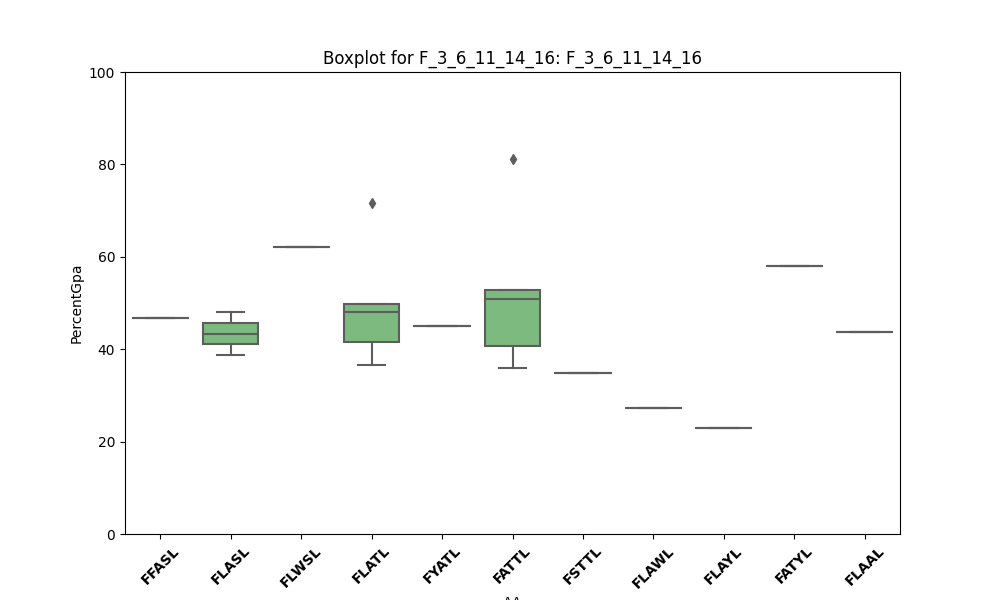 Boxplot for F_3_6_11_14_16: F_3_6_11_14_16
100
80
60
40
20
0
PercentGpa
FFASL
FLASL
FLWSL
FLATL
FYATL
FATTL
FSTTL
FLAWL
FLAYL
FATYL
FLAAL